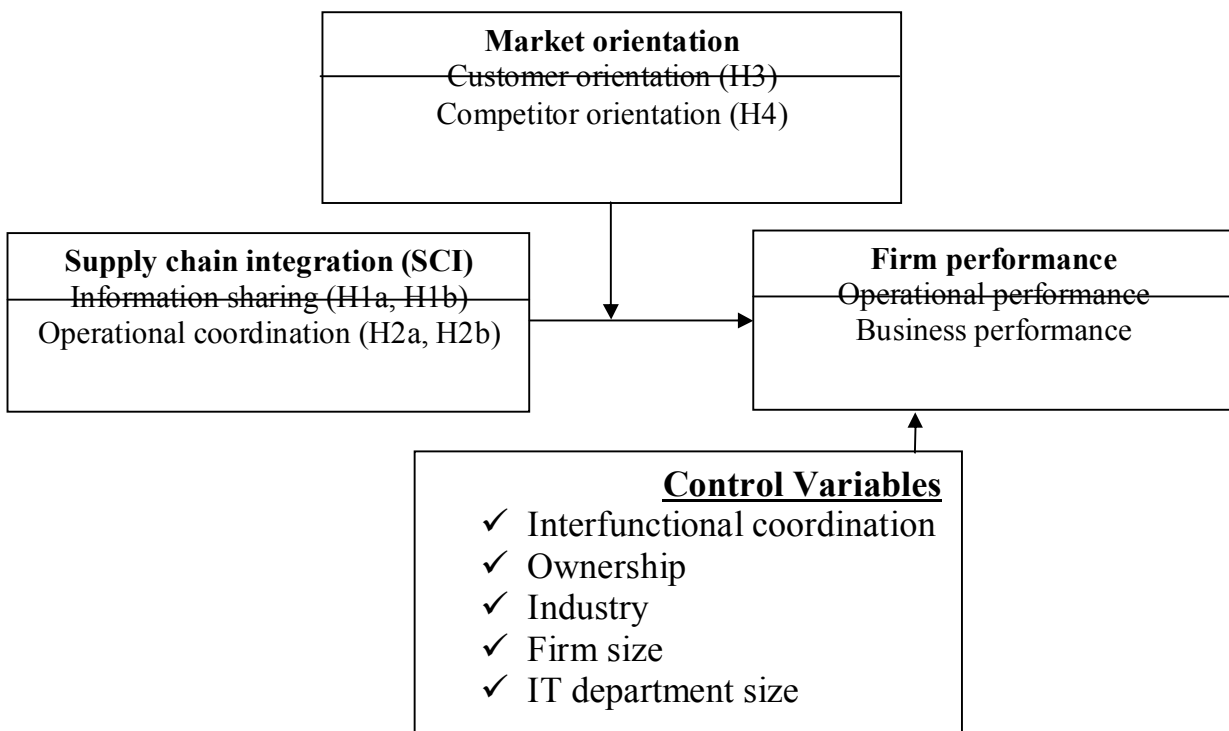 Market orientation
Customer orientation (H3)
Competitor orientation (H4)
Supply chain integration (SCI)
Information sharing (H1a, H1b)
Operational coordination (H2a, H2b)
Firm performance
Operational performance
Business performance
Control Variables
✓ Interfunctional coordination
✓ Ownership
✓ Industry
✓ Firm size
✓ IT department size